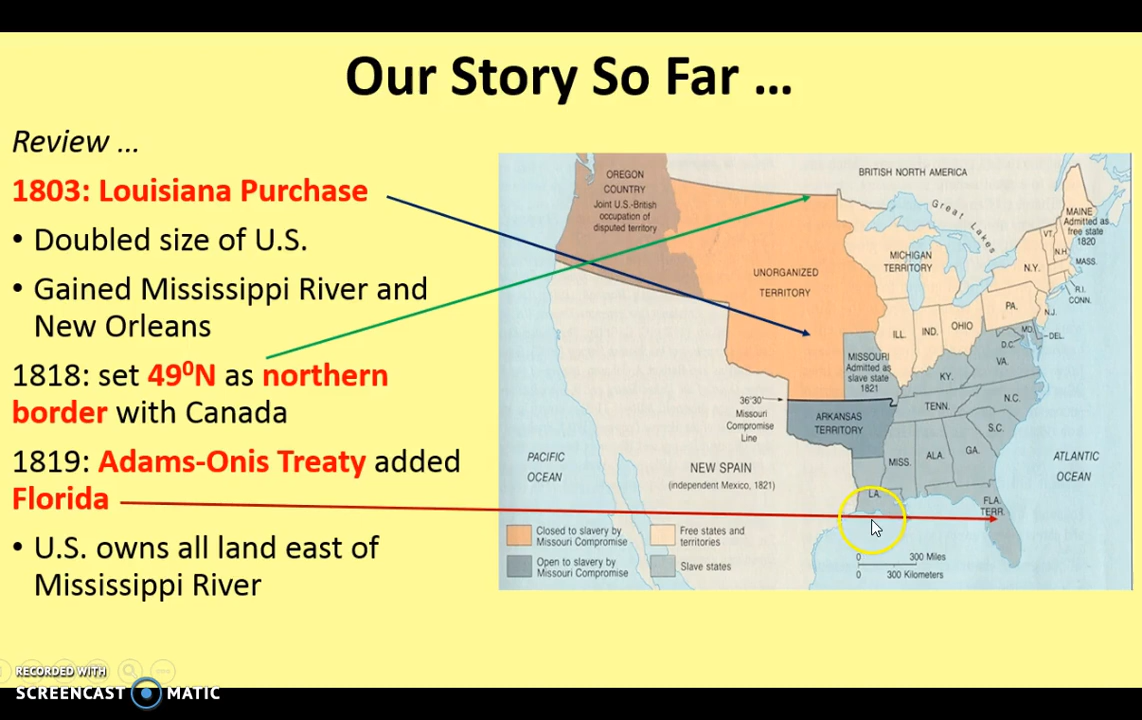 Our Story So Far ...
Review ...
1803: Louisiana Purchase
• Doubled size of U.S.
• Gained Mississippi River and
New Orleans
1818: set 49⁰N as northern
border with Canada
1819: Adams-Onis Treaty added
Florida
• U.S. owns all land east of
Mississippi River
OREGON
COUNTRY
Joint U.S.-British
occupation of
disputed territory
BRITISH NORTH AMERICA
Great Lakes
MAINE
Admitted as
free state
1820
VT.
N.H.
MASS.
N.Y.
R.I.
CONN.
MICHIGAN
TERRITORY
UNORGANIZED
TERRITORY
PA.
N.J.
ILL.
IND.
OHIO
MD.
DEL.
D.C.
VA.
MISSOURI
Admitted as
slave state
1821
KY.
36°30'
Missouri
Compromise
Line
ARKANSAS
TERRITORY
TENN.
N.C.
S.C.
MISS.
ALA.
GA.
PACIFIC
OCEAN
NEW SPAIN
(independent Mexico, 1821)
ATLANTIC
OCEAN
LA.
FLA.
TERR.
Closed to slavery by
Missouri Compromise
Free states and
territories
Open to slavery by
Missouri Compromise
Slave states
0 300 Miles
0 300 Kilometers
RECORDED WITH
SCREENCAST MATIC